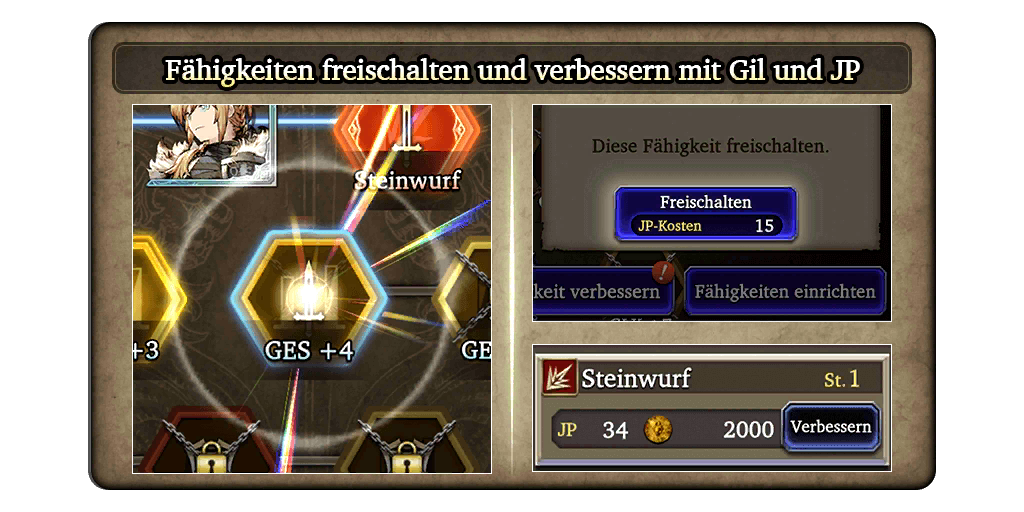 Fähigkeiten freischalten und verbessern mit Gil und JP
Steinwurf
+3
GES +4
GE
Diese Fähigkeit freischalten.
Freischalten
JP-Kosten 15
!
keit verbessern
Fähigkeiten einrichten
Steinwurf St. 1
JP 34 2000 Verbessern